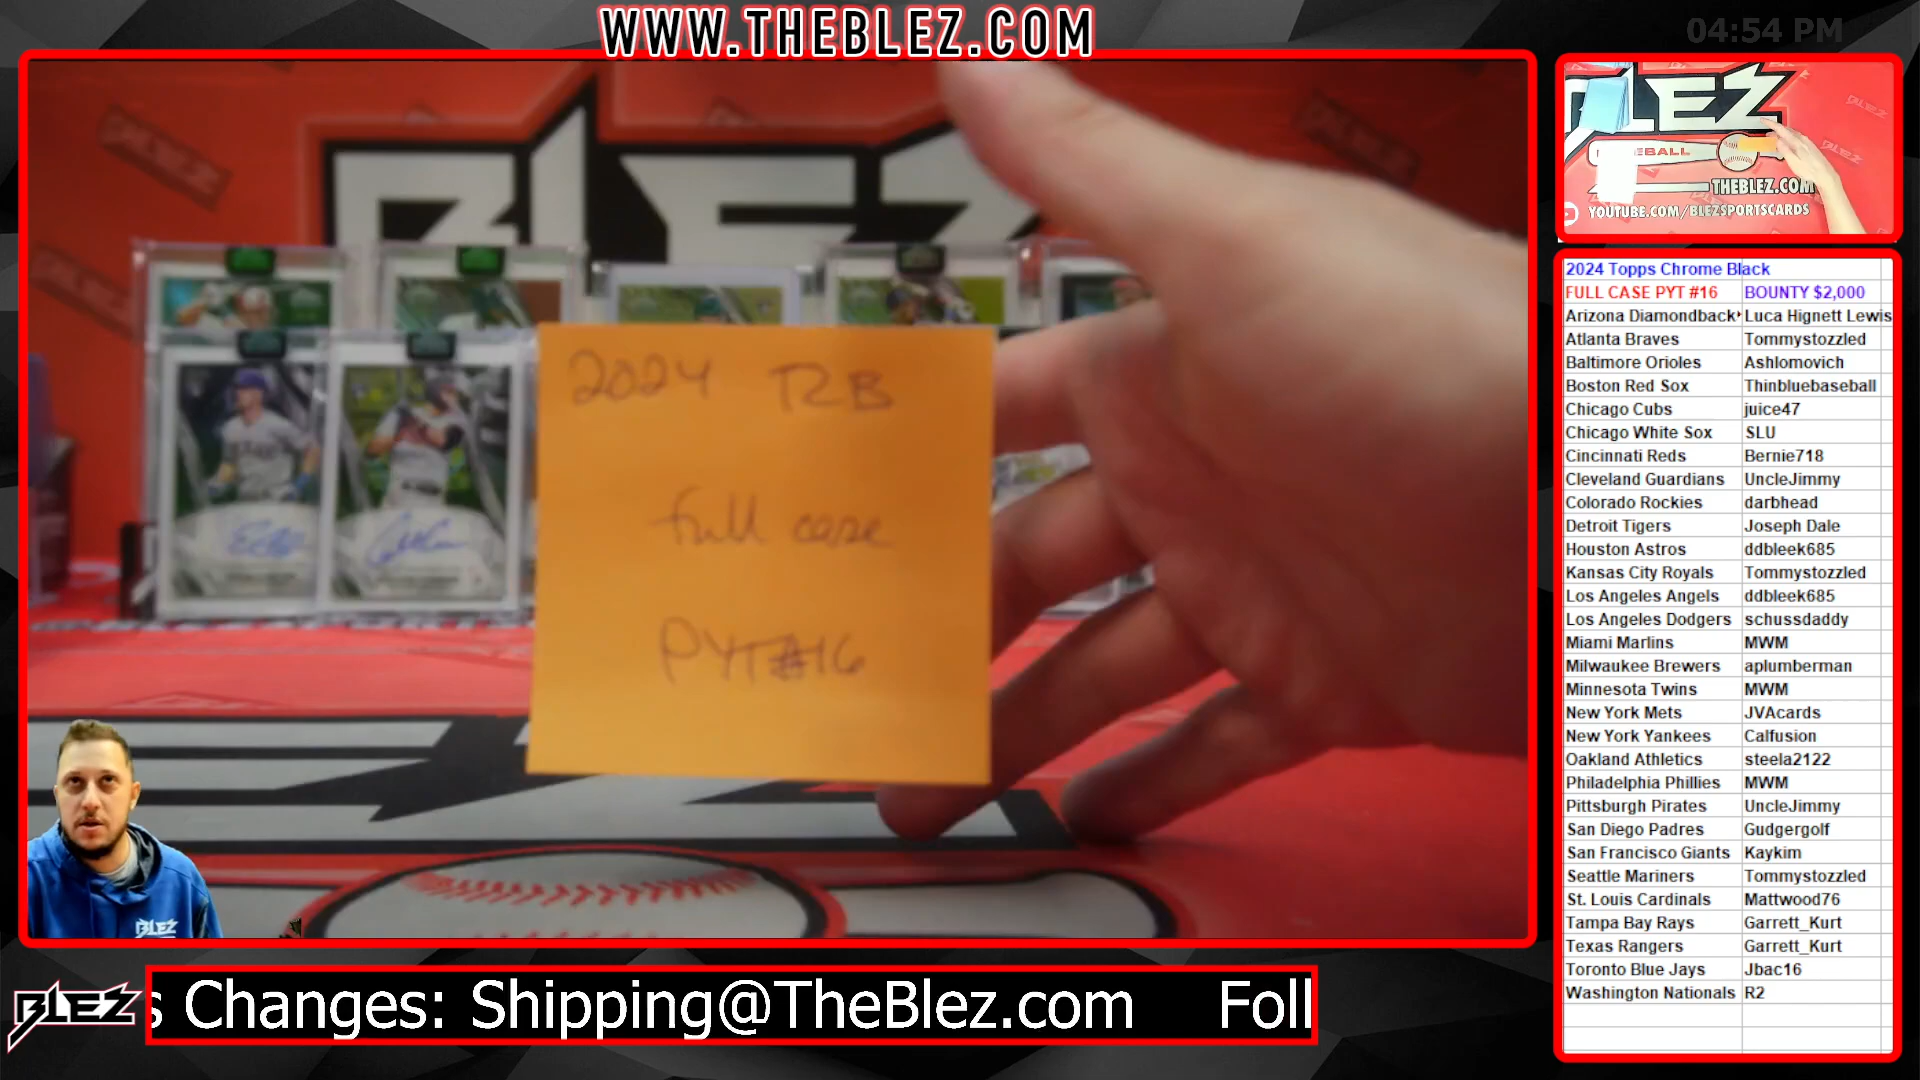 WWW.THEBLEZ.COM
04:54 PM
BLEZ
2024 TCB
full case
PYT#16
BLEZ
BLEZ
BASEBALL
THEBLEZ.COM
YOUTUBE.COM/BLEZSPORTSCARDS
2024 Topps Chrome Black
FULL CASE PYT #16 BOUNTY $2,000
Arizona Diamondback Luca Hignett Lewis
Atlanta Braves Tommystozzled
Baltimore Orioles Ashlomovich
Boston Red Sox Thinbluebaseball
Chicago Cubs juice47
Chicago White Sox SLU
Cincinnati Reds Bernie718
Cleveland Guardians UncleJimmy
Colorado Rockies darbhead
Detroit Tigers Joseph Dale
Houston Astros ddbleek685
Kansas City Royals Tommystozzled
Los Angeles Angels ddbleek685
Los Angeles Dodgers schussdaddy
Miami Marlins MWM
Milwaukee Brewers aplumberman
Minnesota Twins MWM
New York Mets JVAcards
New York Yankees Calfusion
Oakland Athletics steela2122
Philadelphia Phillies MWM
Pittsburgh Pirates UncleJimmy
San Diego Padres Gudgergolf
San Francisco Giants Kaykim
Seattle Mariners Tommystozzled
St. Louis Cardinals Mattwood76
Tampa Bay Rays Garrett_Kurt
Texas Rangers Garrett_Kurt
Toronto Blue Jays Jbac16
Washington Nationals R2
BLEZ
s Changes: Shipping@TheBlez.com Foll